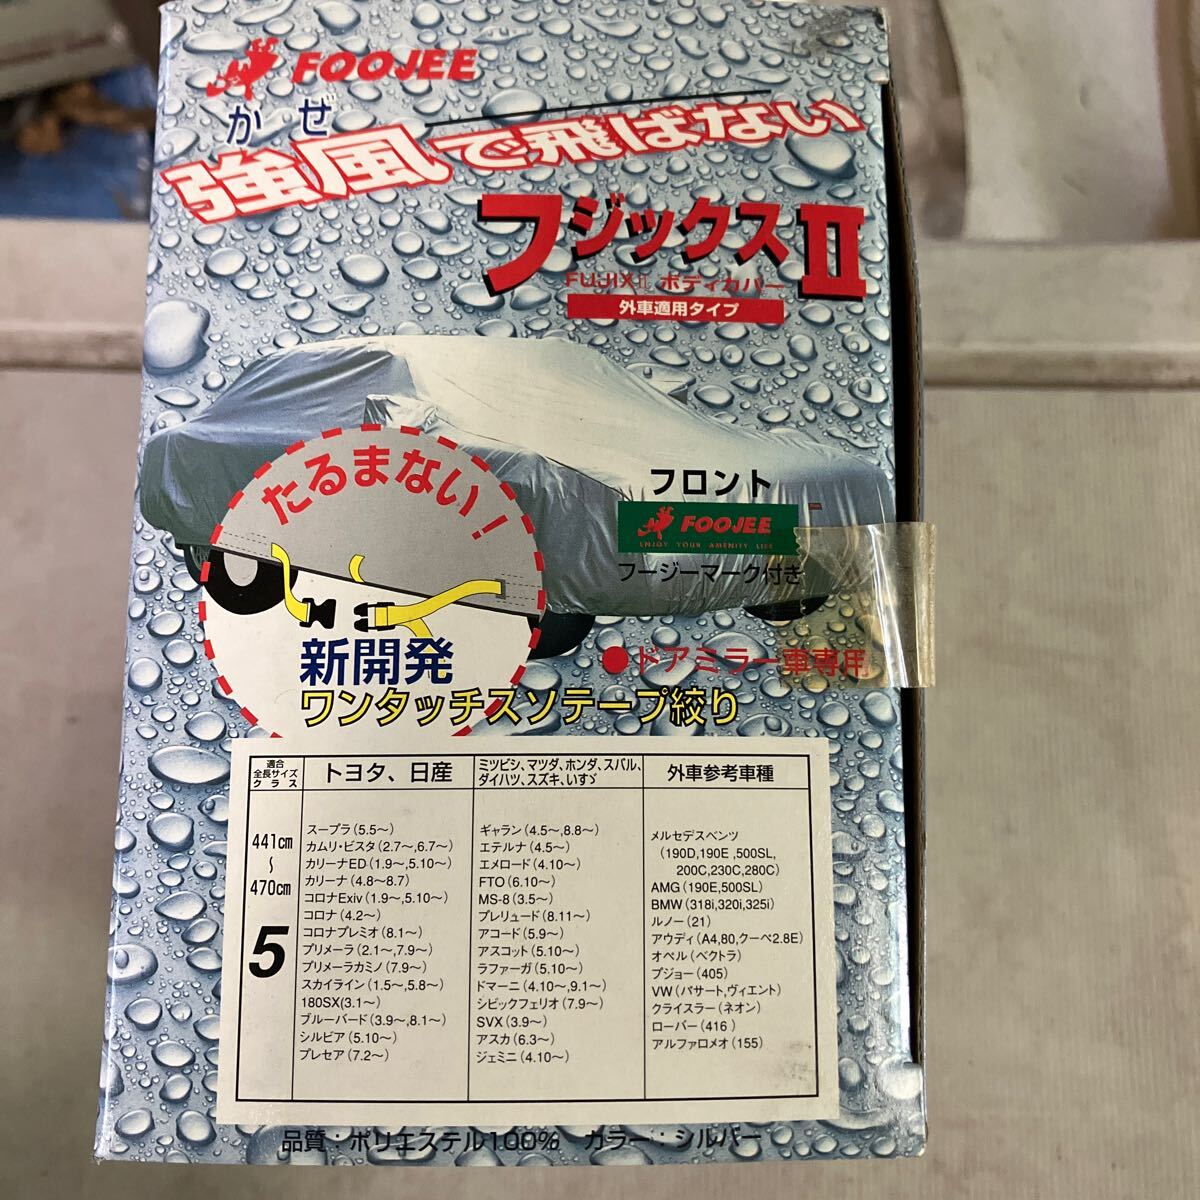 FOOJEE
かぜ
強風で飛ばない
フジックスII
FUJIXII ボディカバー
外車適用タイプ
たるまない!
フロント
FOOJEE
ENJOY YOUR AMENITY LIFE
フージーマーク付き
新開発
●ドアミラー車専用
ワンタッチスソテープ絞り
適合
全長サイズ
クラス
441cm
〜
470cm
5
トヨタ、日産
スープラ(5.5〜)
カムリ・ビスタ(2.7〜,6.7〜)
カリーナED(1.9〜,5.10〜)
カリーナ(4.8〜8.7)
コロナExiv(1.9〜,5.10〜)
コロナ(4.2〜)
コロナプレミオ(8.1〜)
プリメーラ(2.1〜,7.9〜)
プリメーラカミノ(7.9〜)
スカイライン(1.5〜,5.8〜)
180SX(3.1〜)
ブルーバード(3.9〜,8.1〜)
シルビア(5.10〜)
プレセア(7.2〜)
ミツビシ、マツダ、ホンダ、スバル、
ダイハツ、スズキ、いすゞ
ギャラン(4.5〜,8.8〜)
エテルナ(4.5〜)
エメロード(4.10〜)
FTO(6.10〜)
MS-8(3.5〜)
プレリュード(8.11〜)
アコード(5.9〜)
アスコット(5.10〜)
ラファーガ(5.10〜)
ドマーニ(4.10〜,9.1〜)
シビックフェリオ(7.9〜)
SVX(3.9〜)
アスカ(6.3〜)
ジェミニ(4.10〜)
外車参考車種
メルセデスベンツ
(190D,190E ,500SL,
200C,230C,280C)
AMG(190E,500SL)
BMW(318i,320i,325i)
ルノー(21)
アウディ(A4,80,クーペ2.8E)
オペル(ベクトラ)
プジョー(405)
VW(パサート,ヴィエント)
クライスラー(ネオン)
ローバー(416)
アルファロメオ(155)
品質:ポリエステル100% カラー:シルバー